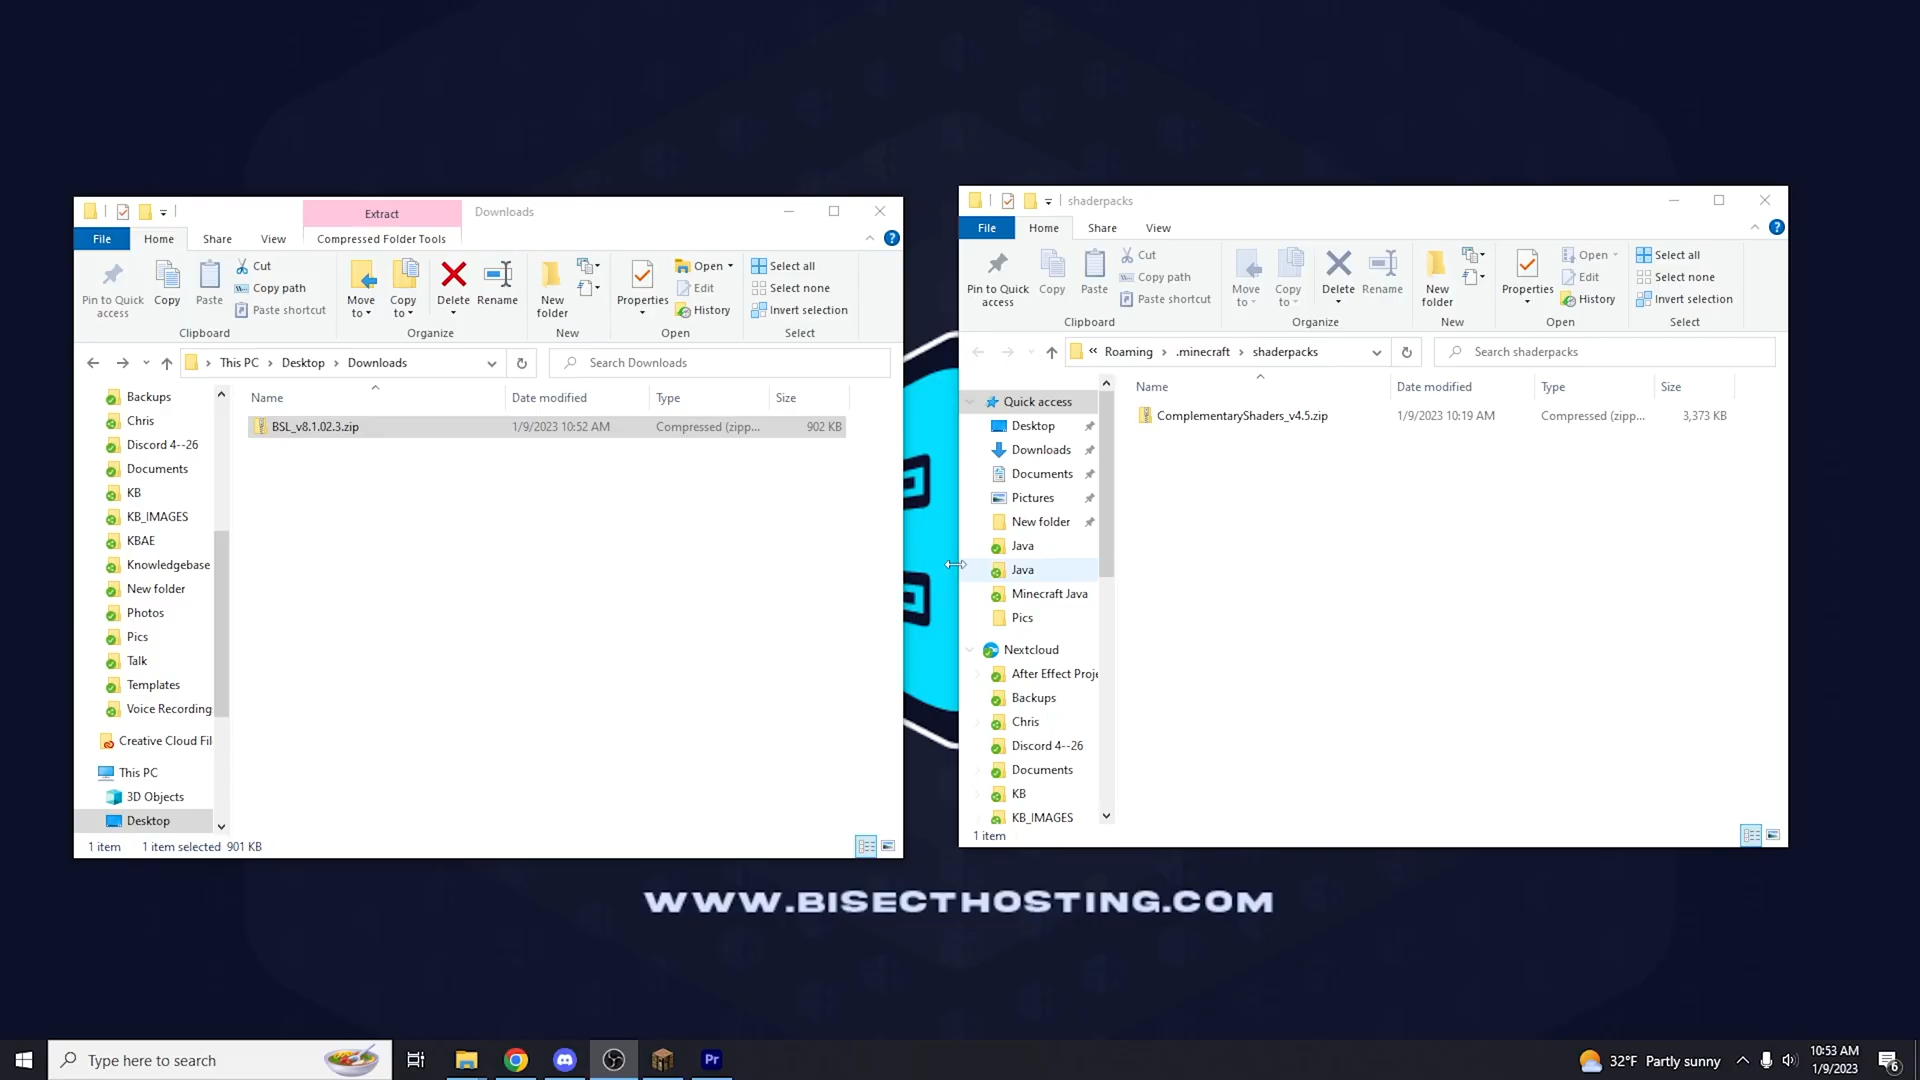 Extract
Downloads
File
Home
Share
View
Compressed Folder Tools
Pin to Quick
access
Copy
Paste
Cut
Copy path
Paste shortcut
Clipboard
Move
to
Copy
to
Delete
Rename
Organize
New
folder
New
Properties
Open
Edit
History
Open
Select all
Select none
Invert selection
Select
This PC > Desktop > Downloads
Search Downloads
Name
Date modified
Type
Size
BSL_v8.1.02.3.zip
1/9/2023 10:52 AM
Compressed (zipp...
902 KB
Backups
Chris
Discord 4--26
Documents
KB
KB_IMAGES
KBAE
Knowledgebase
New folder
Photos
Pics
Talk
Templates
Voice Recording
Creative Cloud Fil
This PC
3D Objects
Desktop
1 item
1 item selected 901 KB
shaderpacks
File
Home
Share
View
Pin to Quick
access
Copy
Paste
Cut
Copy path
Paste shortcut
Clipboard
Move
to
Copy
to
Delete
Rename
Organize
New
folder
New
Properties
Open
Edit
History
Open
Select all
Select none
Invert selection
Select
« Roaming > .minecraft > shaderpacks
Search shaderpacks
Name
Date modified
Type
Size
ComplementaryShaders_v4.5.zip
1/9/2023 10:19 AM
Compressed (zipp...
3,373 KB
Quick access
Desktop
Downloads
Documents
Pictures
New folder
Java
Java
Minecraft Java
Pics
Nextcloud
After Effect Proje
Backups
Chris
Discord 4--26
Documents
KB
KB_IMAGES
1 item
WWW.BISECTHOSTING.COM
Type here to search
Pr
32°F Partly sunny
10:53 AM
1/9/2023
6